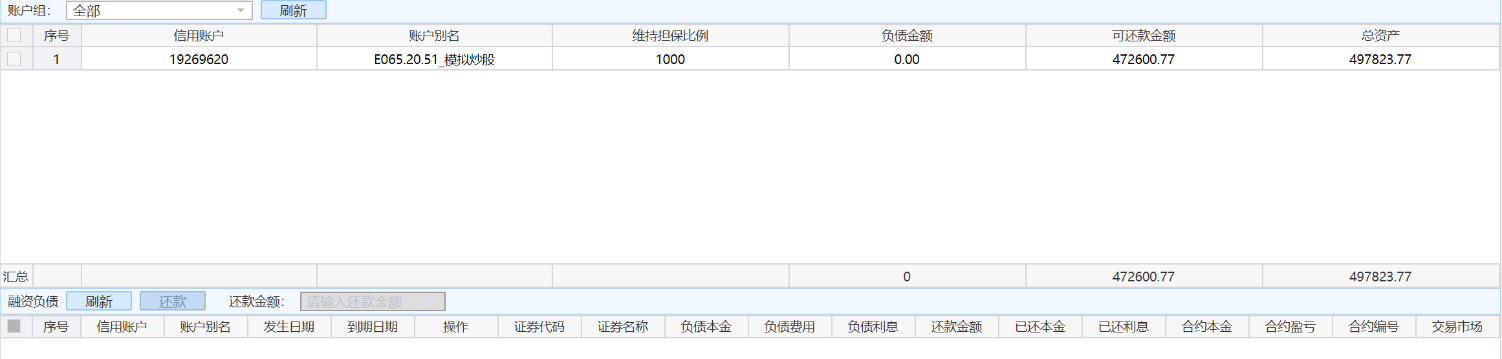 账户组： 全部 刷新
序号 信用账户 账户别名 维持担保比例 负债金额 可还款金额 总资产
1 19269620 E065.20.51_模拟炒股 1000 0.00 472600.77 497823.77
汇总 0 472600.77 497823.77
融资负债 刷新 还款 还款金额： 请输入还款金额
序号 信用账户 账户别名 发生日期 到期日期 操作 证券代码 证券名称 负债本金 负债费用 负债利息 还款金额 已还本金 已还利息 合约本金 合约盈亏 合约编号 交易市场